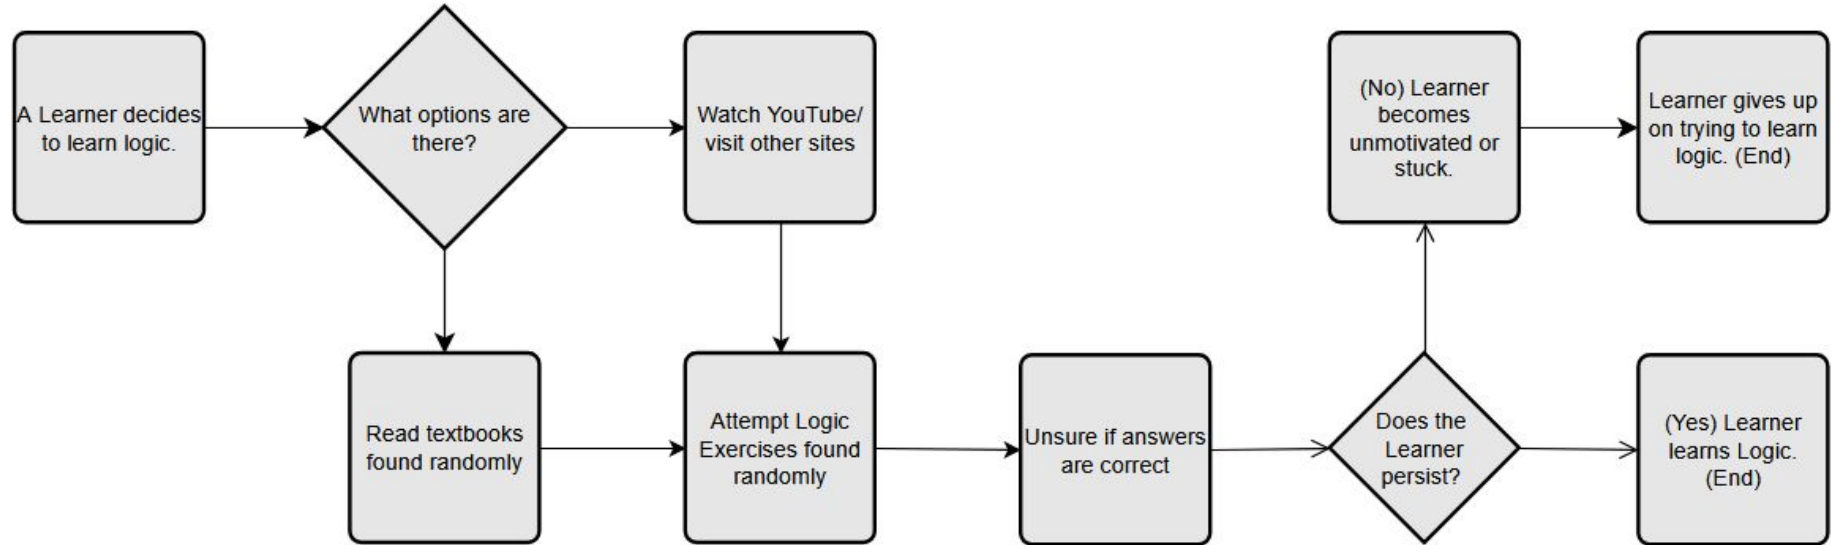 A Learner decides
to learn logic.
What options are
there?
Watch YouTube/
visit other sites
Read textbooks
found randomly
Attempt Logic
Exercises found
randomly
Unsure if answers
are correct
Does the
Learner
persist?
(No) Learner
becomes
unmotivated or
stuck.
Learner gives up
on trying to learn
logic. (End)
(Yes) Learner
learns Logic.
(End)